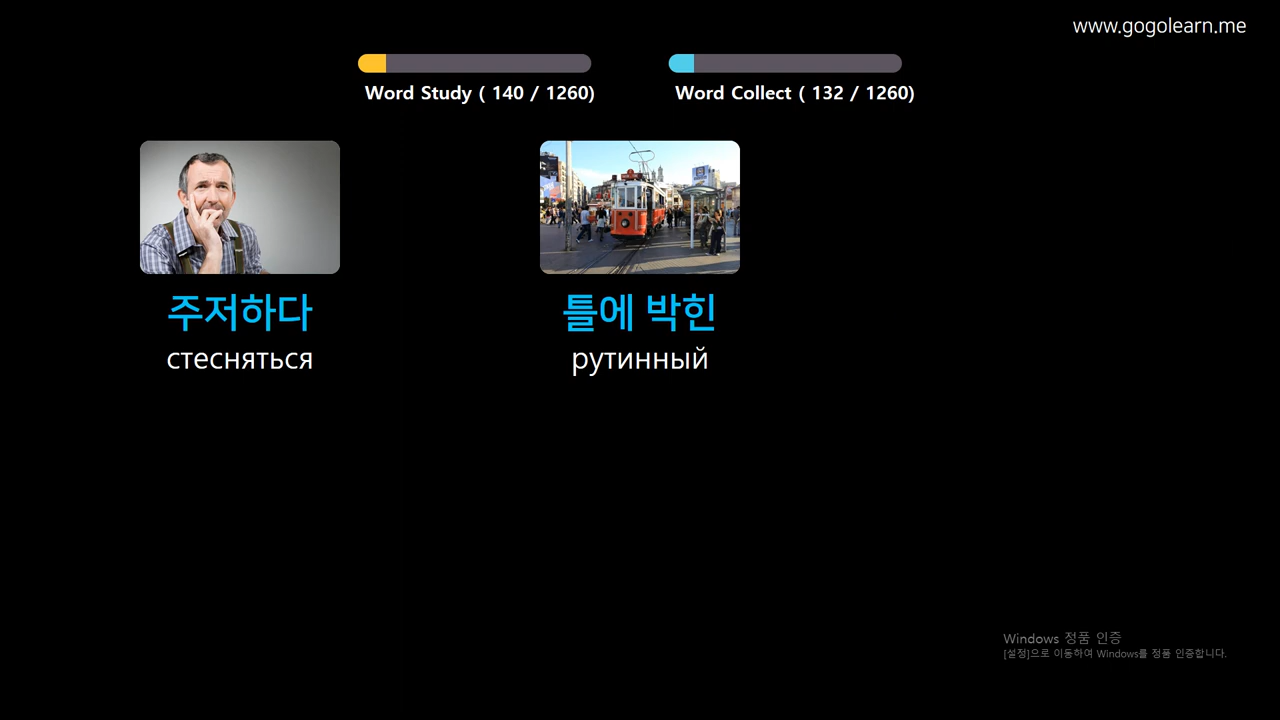 www.gogolearn.me
Word Study ( 140 / 1260)
Word Collect ( 132 / 1260)
주저하다
стесняться
틀에 박힌
рутинный
Windows 정품 인증
[설정]으로 이동하여 Windows를 정품 인증합니다.